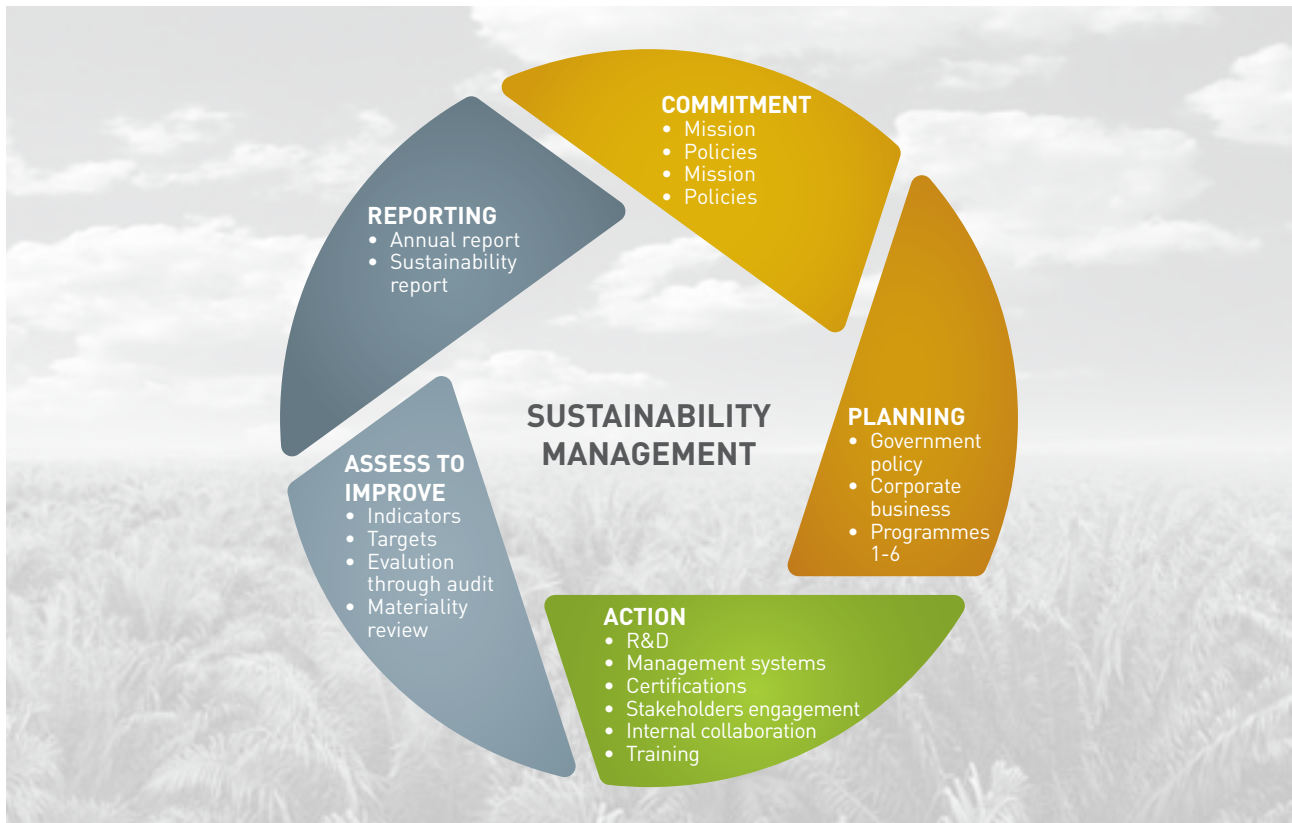 COMMITMENT
• Mission
• Policies
• Mission
• Policies
REPORTING
• Annual report
• Sustainability
report
SUSTAINABILITY
MANAGEMENT
PLANNING
• Government
policy
• Corporate
business
• Programmes
1-6
ASSESS TO
IMPROVE
• Indicators
• Targets
• Evalution
through audit
• Materiality
review
ACTION
• R&D
• Management systems
• Certifications
• Stakeholders engagement
• Internal collaboration
• Training